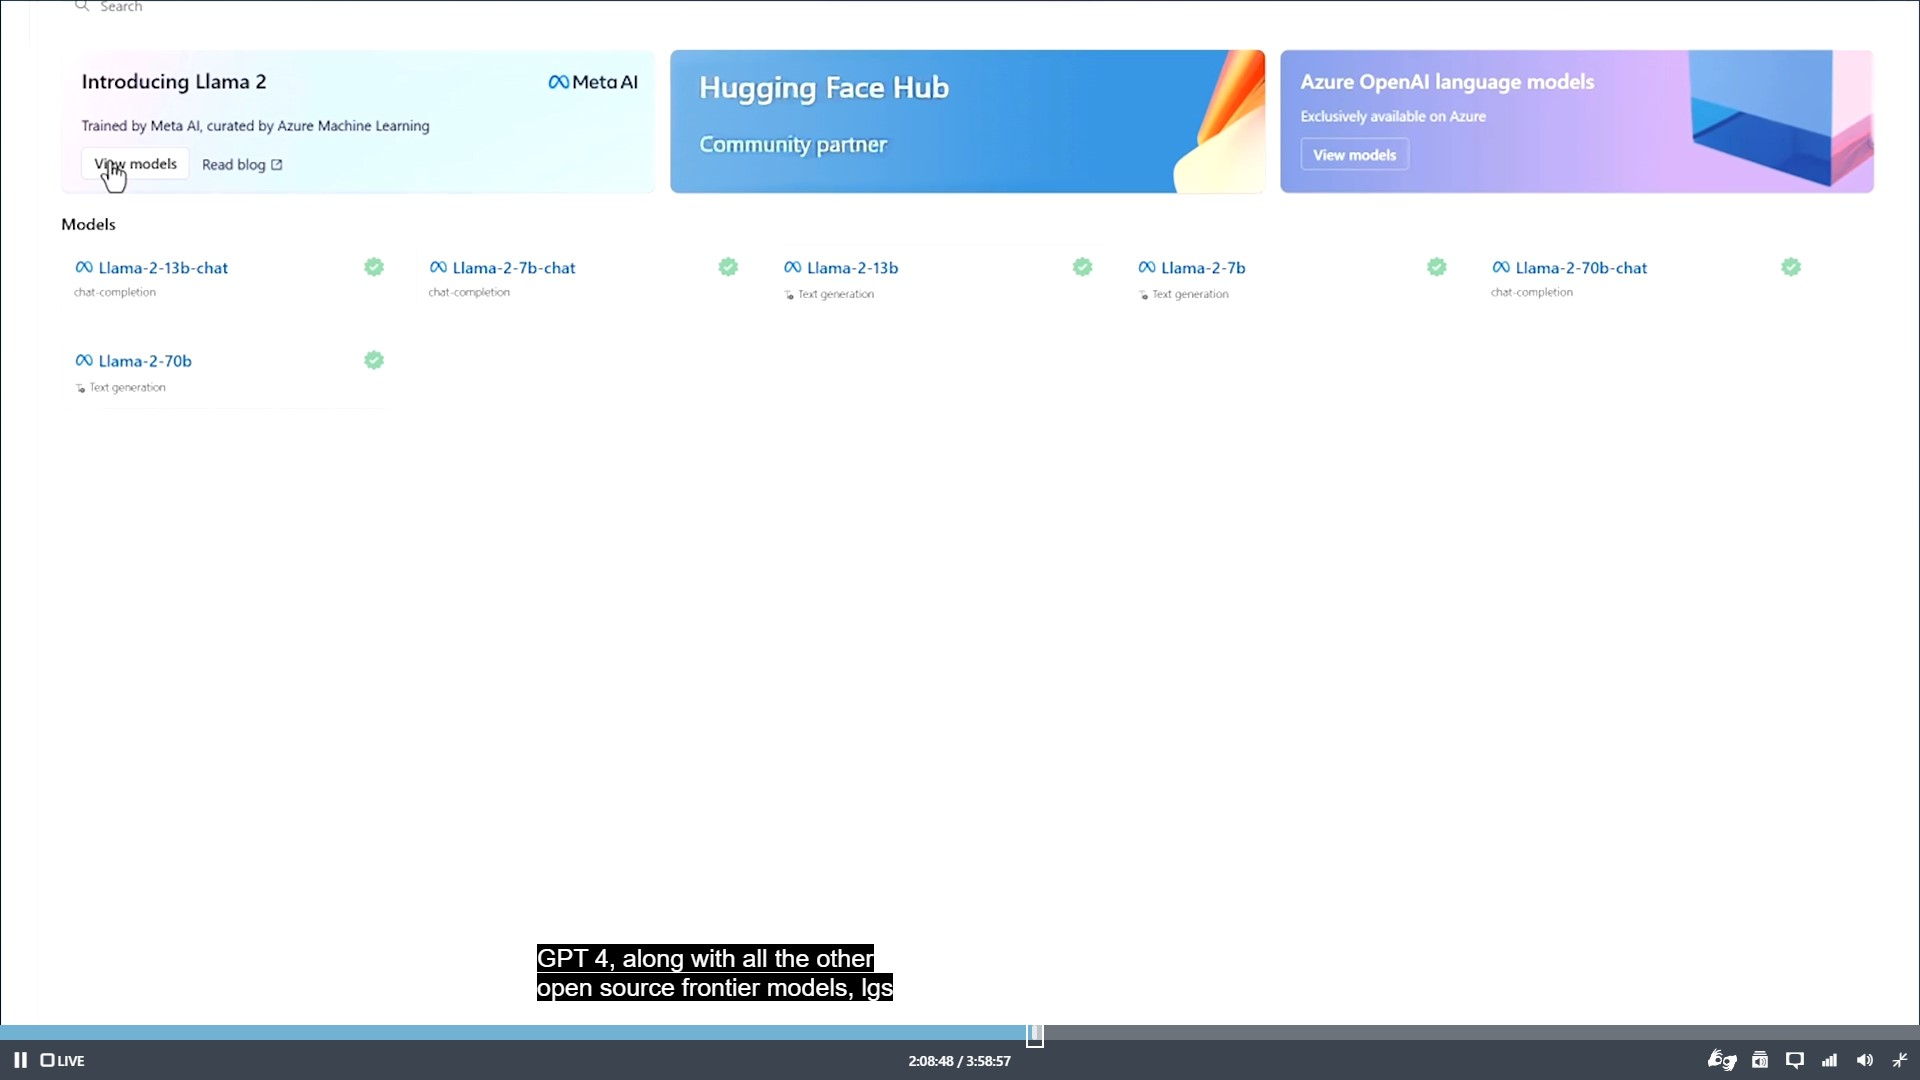 Search
Introducing Llama 2
Meta AI
Trained by Meta AI, curated by Azure Machine Learning
View models
Read blog
Hugging Face Hub
Community partner
Azure OpenAI language models
Exclusively available on Azure
View models
Models
Llama-2-13b-chat
chat-completion
Llama-2-7b-chat
chat-completion
Llama-2-13b
Text generation
Llama-2-7b
Text generation
Llama-2-70b-chat
chat-completion
Llama-2-70b
Text generation
GPT 4, along with all the other
open source frontier models, lgs
LIVE
2:08:48 / 3:58:57